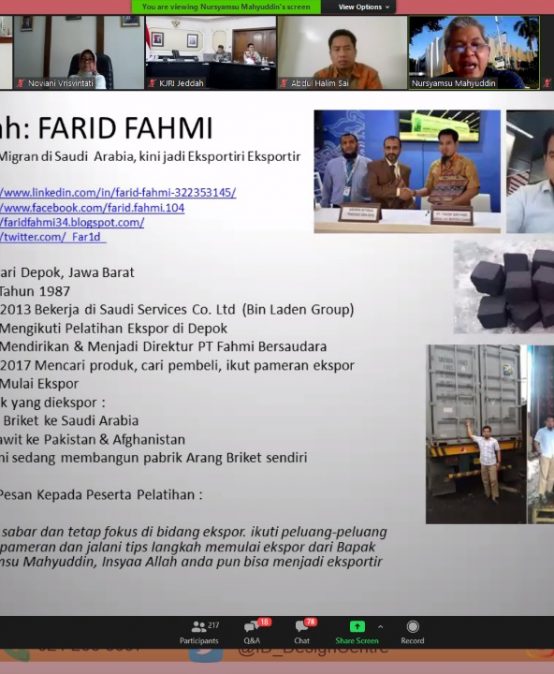 You are viewing Nursyamsu Mahyuddin's screen
View Options
Noviani Vrisvintati
KJRI Jeddah
Abdul Halim Sai
Nursyamsu Mahyuddin
ah: FARID FAHMI
Migran di Saudi Arabia, kini jadi Eksportiri Eksportir
/www.linkedin.com/in/farid-fahmi-322353145/
/www.facebook.com/farid.fahmi.104
/faridfahmi34.blogspot.com/
/twitter.com/_Far1d_
ari Depok, Jawa Barat
Tahun 1987
2013 Bekerja di Saudi Services Co. Ltd (Bin Laden Group)
Mengikuti Pelatihan Ekspor di Depok
Mendirikan & Menjadi Direktur PT Fahmi Bersaudara
2017 Mencari produk, cari pembeli, ikut pameran ekspor
Mulai Ekspor
k yang diekspor :
Briket ke Saudi Arabia
awit ke Pakistan & Afghanistan
ni sedang membangun pabrik Arang Briket sendiri
Pesan Kepada Peserta Pelatihan :
sabar dan tetap fokus di bidang ekspor. ikuti peluang-peluang
pameran dan jalani tips langkah memulai ekspor dari Bapak
msu Mahyuddin, Insyaa Allah anda pun bisa menjadi eksportir
217
18
78
Participants
Q&A
Chat
Share Screen
Record
@ID_DesignCentre